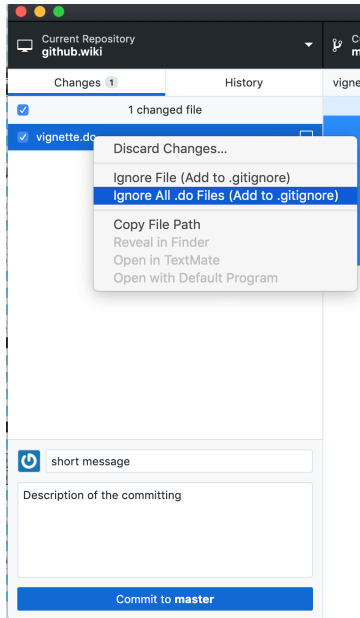 Current Repository
github.wiki
Changes 1
History
vigne
1 changed file
vignette.do
Discard Changes...
Ignore File (Add to .gitignore)
Ignore All .do Files (Add to .gitignore)
Copy File Path
Reveal in Finder
Open in TextMate
Open with Default Program
short message
Description of the committing
Commit to master